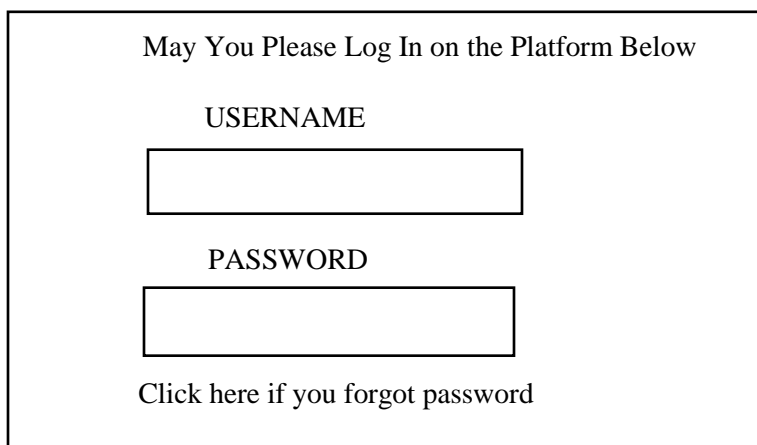 May You Please Log In on the Platform Below
USERNAME
PASSWORD
Click here if you forgot password